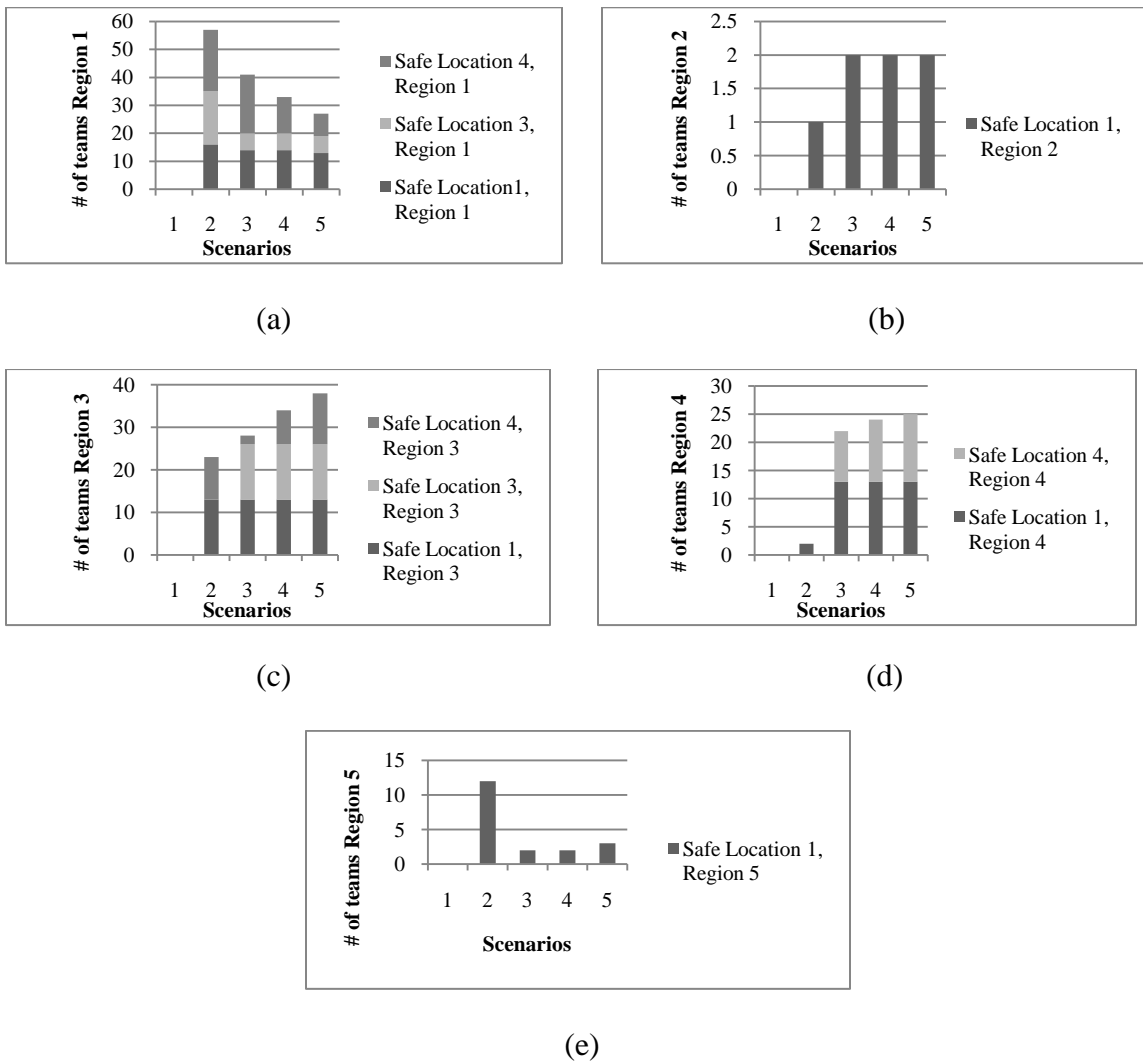 # of teams Region 1
60
50
40
30
20
10
0
1 2 3 4 5
Scenarios
Safe Location 4,
Region 1
Safe Location 3,
Region 1
Safe Location1,
Region 1
(a)
# of teams Region 2
2.5
2
1.5
1
0.5
0
1 2 3 4 5
Scenarios
Safe Location 1,
Region 2
(b)
# of teams Region 3
40
30
20
10
0
1 2 3 4 5
Scenarios
Safe Location 4,
Region 3
Safe Location 3,
Region 3
Safe Location 1,
Region 3
(c)
# of teams Region 4
30
25
20
15
10
5
0
1 2 3 4 5
Scenarios
Safe Location 4,
Region 4
Safe Location 1,
Region 4
(d)
# of teams Region 5
15
10
5
0
1 2 3 4 5
Scenarios
Safe Location 1,
Region 5
(e)